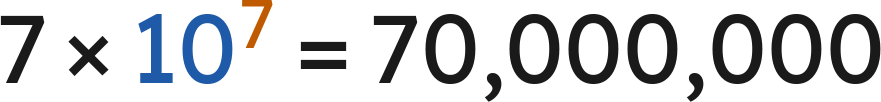 7 × 10⁷ = 70,000,000